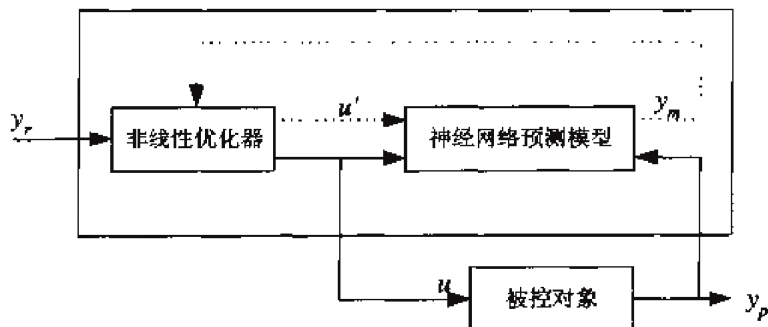 u'
y_m
y_r
非线性优化器
神经网络预测模型
u
被控对象
y_p